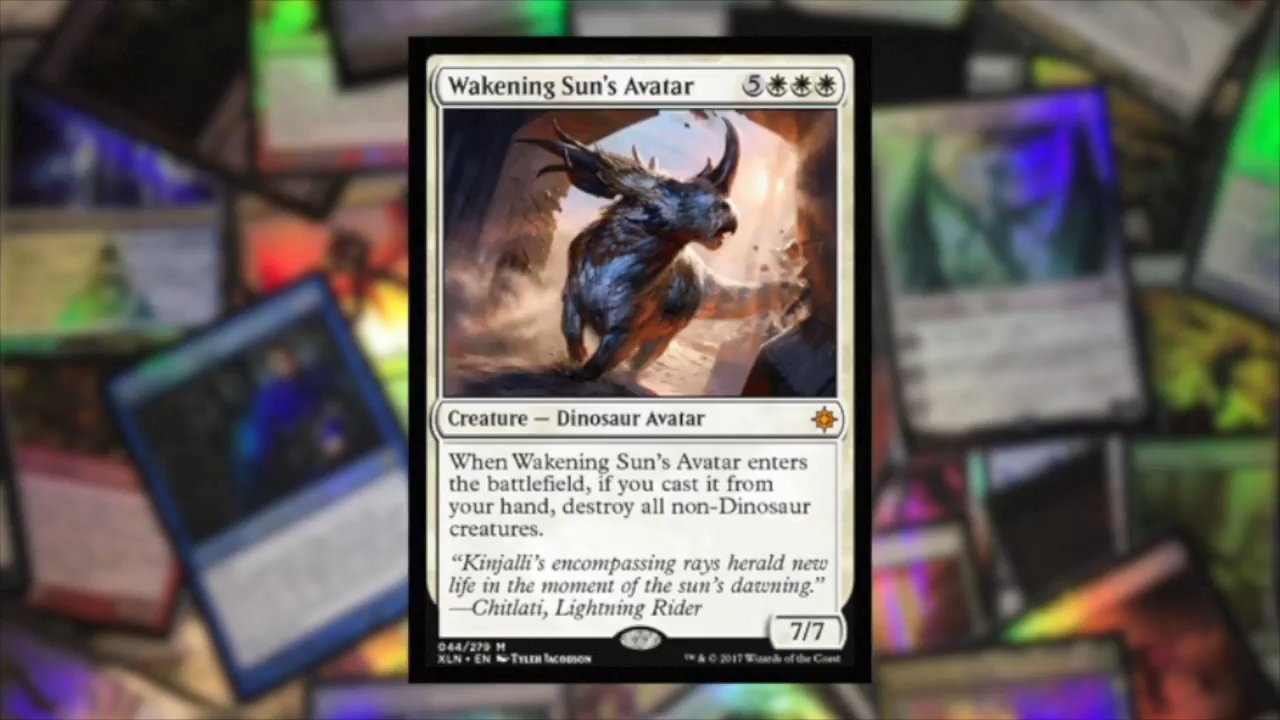 Wakening Sun's Avatar 5
Creature — Dinosaur Avatar
When Wakening Sun's Avatar enters
the battlefield, if you cast it from
your hand, destroy all non-Dinosaur
creatures.
"Kinjalli's encompassing rays herald new
life in the moment of the sun's dawning."
—Chitlati, Lightning Rider
7/7
044/279 M
XLN • EN Tyler Jacobson
™ & © 2017 Wizards of the Coast